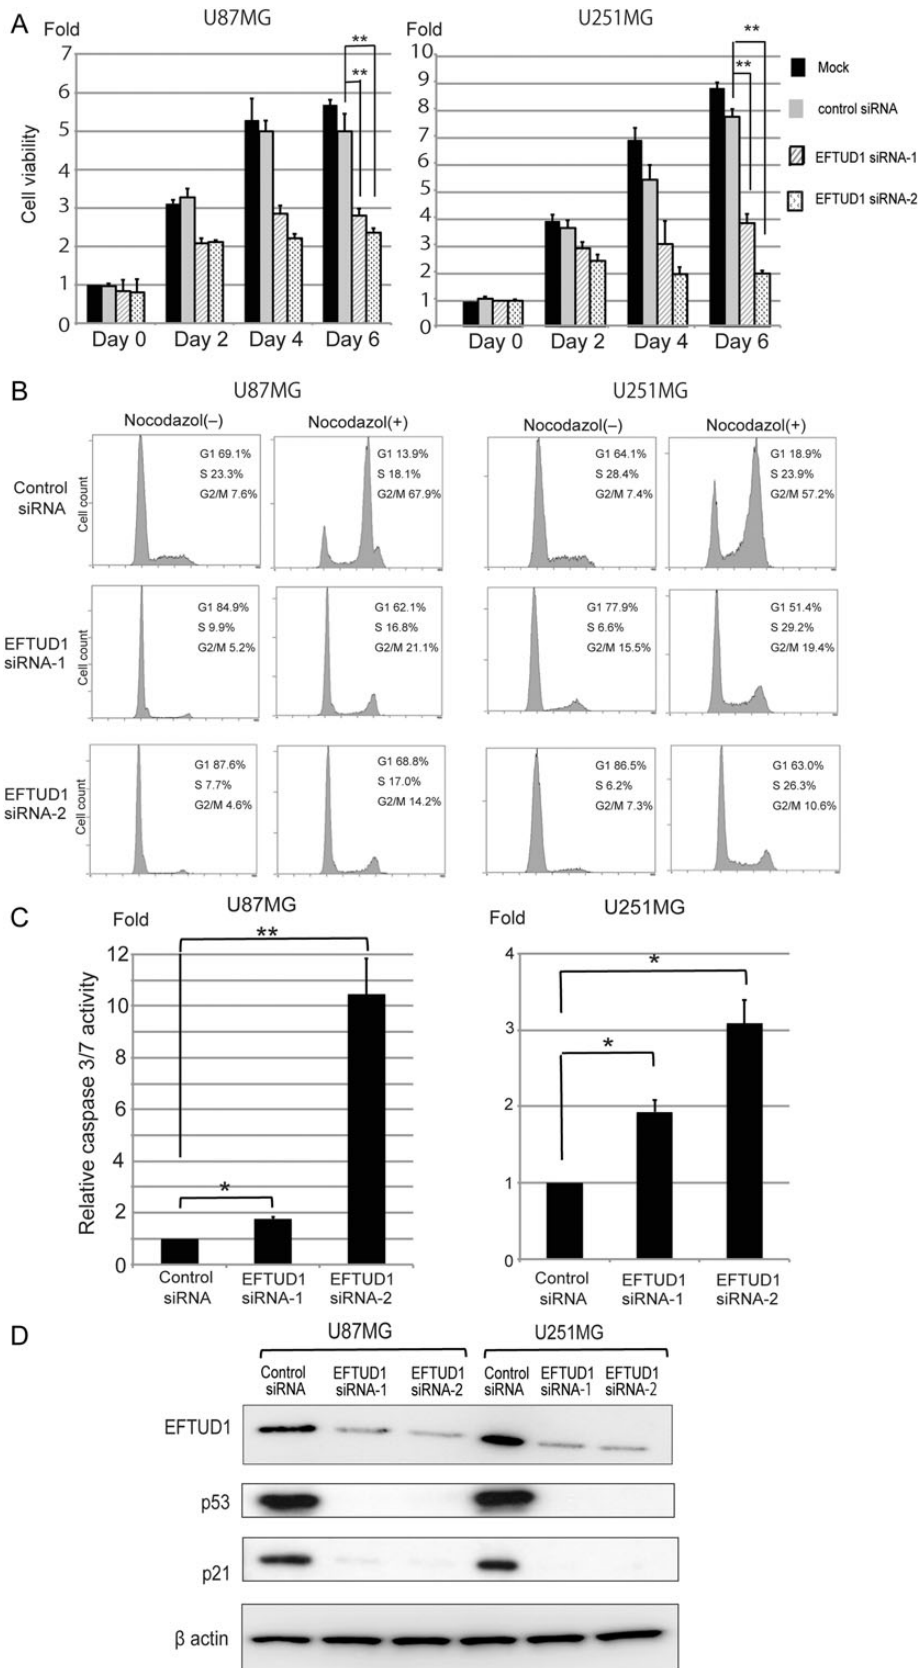 A
U87MG
U251MG
Fold
Fold
Cell viability
7
6
5
4
3
2
1
0
**
**
Day 0
Day 2
Day 4
Day 6
10
9
8
7
6
5
4
3
2
1
0
**
**
Day 0
Day 2
Day 4
Day 6
Mock
control siRNA
EFTUD1 siRNA-1
EFTUD1 siRNA-2
B
U87MG
U251MG
Nocodazol(–)
Nocodazol(+)
Nocodazol(–)
Nocodazol(+)
Control
siRNA
Cell count
G1 69.1%
S 23.3%
G2/M 7.6%
G1 13.9%
S 18.1%
G2/M 67.9%
G1 64.1%
S 28.4%
G2/M 7.4%
G1 18.9%
S 23.9%
G2/M 57.2%
EFTUD1
siRNA-1
Cell count
G1 84.9%
S 9.9%
G2/M 5.2%
G1 62.1%
S 16.8%
G2/M 21.1%
G1 77.9%
S 6.6%
G2/M 15.5%
G1 51.4%
S 29.2%
G2/M 19.4%
EFTUD1
siRNA-2
Cell count
G1 87.6%
S 7.7%
G2/M 4.6%
G1 68.8%
S 17.0%
G2/M 14.2%
G1 86.5%
S 6.2%
G2/M 7.3%
G1 63.0%
S 26.3%
G2/M 10.6%
C
U87MG
U251MG
Fold
Fold
Relative caspase 3/7 activity
12
10
8
6
4
2
0
**
*
Control
siRNA
EFTUD1
siRNA-1
EFTUD1
siRNA-2
4
3
2
1
0
*
*
Control
siRNA
EFTUD1
siRNA-1
EFTUD1
siRNA-2
D
U87MG
U251MG
Control
siRNA
EFTUD1
siRNA-1
EFTUD1
siRNA-2
Control
siRNA
EFTUD1
siRNA-1
EFTUD1
siRNA-2
EFTUD1
p53
p21
β actin